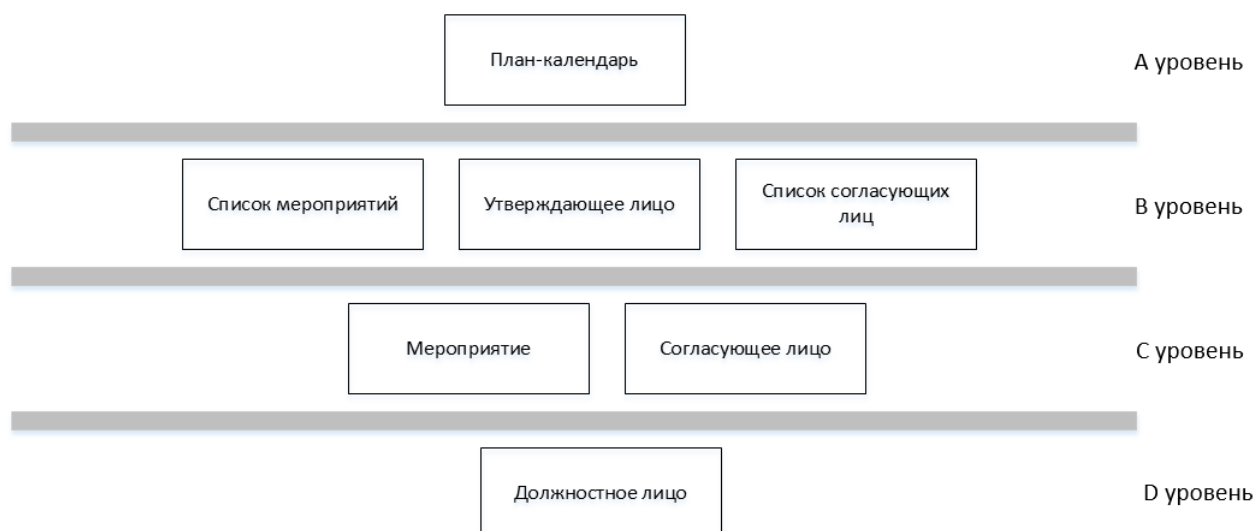 План-календарь
А уровень
Список мероприятий
Утверждающее лицо
Список согласующих
лиц
В уровень
Мероприятие
Согласующее лицо
С уровень
Должностное лицо
D уровень